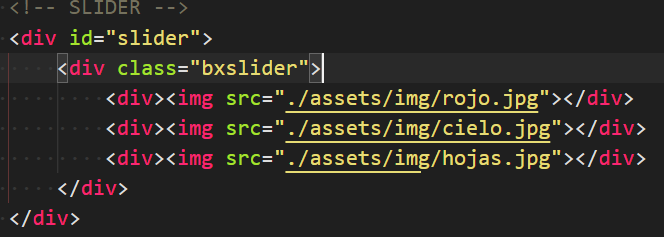 <!-- SLIDER -->
<div id="slider">
<div class="bxslider">
<div><img src="./assets/img/rojo.jpg"></div>
<div><img src="./assets/img/cielo.jpg"></div>
<div><img src="./assets/img/hojas.jpg"></div>
</div>
</div>